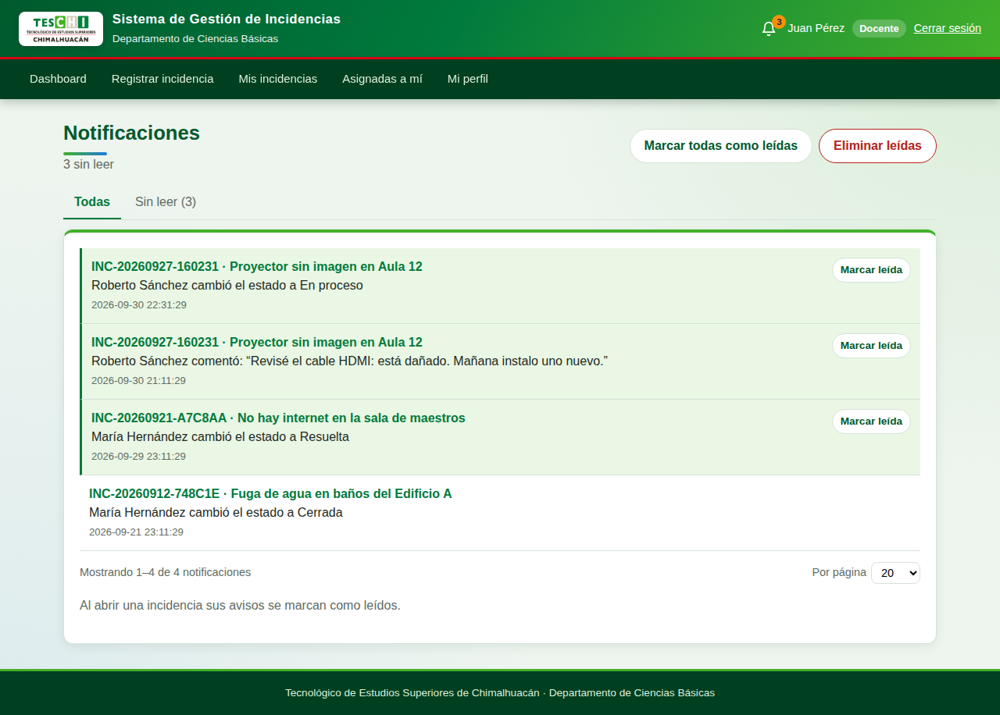 TESCHI
TECNOLÓGICO DE ESTUDIOS SUPERIORES
CHIMALHUACÁN
Sistema de Gestión de Incidencias
Departamento de Ciencias Básicas
3
Juan Pérez Docente Cerrar sesión
Dashboard Registrar incidencia Mis incidencias Asignadas a mí Mi perfil
Notificaciones
3 sin leer
Marcar todas como leídas Eliminar leídas
Todas Sin leer (3)
INC-20260927-160231 · Proyector sin imagen en Aula 12
Marcar leída
Roberto Sánchez cambió el estado a En proceso
2026-09-30 22:31:29
INC-20260927-160231 · Proyector sin imagen en Aula 12
Marcar leída
Roberto Sánchez comentó: “Revisé el cable HDMI: está dañado. Mañana instalo uno nuevo.”
2026-09-30 21:11:29
INC-20260921-A7C8AA · No hay internet en la sala de maestros
Marcar leída
María Hernández cambió el estado a Resuelta
2026-09-29 23:11:29
INC-20260912-748C1E · Fuga de agua en baños del Edificio A
María Hernández cambió el estado a Cerrada
2026-09-21 23:11:29
Mostrando 1–4 de 4 notificaciones Por página 20
Al abrir una incidencia sus avisos se marcan como leídos.
Tecnológico de Estudios Superiores de Chimalhuacán · Departamento de Ciencias Básicas